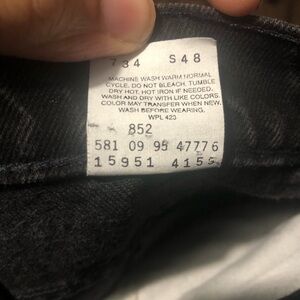 734 S48
MACHINE WASH WARM NORMAL
CYCLE. DO NOT BLEACH. TUMBLE
DRY HOT. HOT IRON IF NEEDED.
WASH AND DRY WITH LIKE COLORS.
COLOR MAY TRANSFER WHEN NEW.
WASH BEFORE WEARING.
WPL 423
852
581 09 95 47776
15951 4155